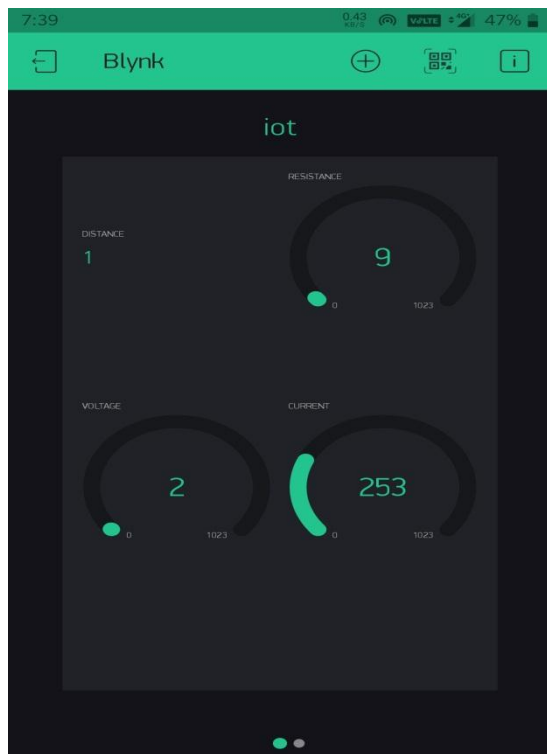 7:39 0.43 KB/S VoLTE 4G 47%
Blynk
iot
RESISTANCE
9
0 1023
DISTANCE
1
VOLTAGE
2
0 1023
CURRENT
253
0 1023